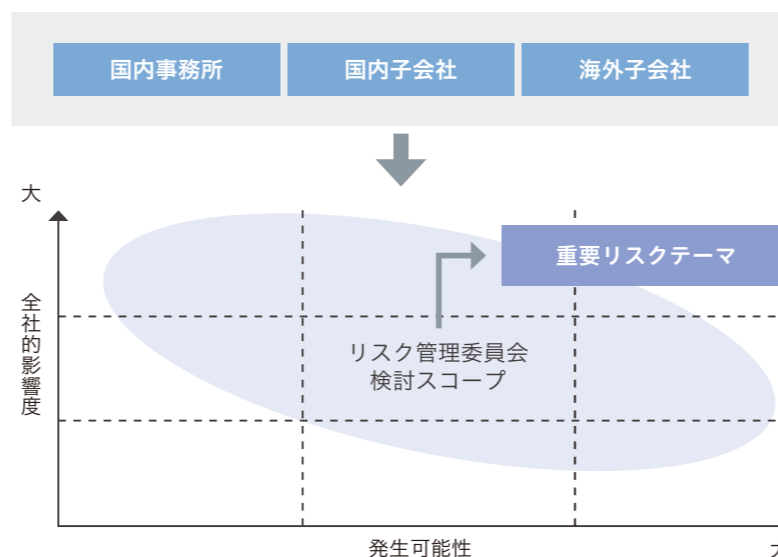 国内事務所
国内子会社
海外子会社
大
重要リスクテーマ
全社的影響度
リスク管理委員会
検討スコープ
発生可能性